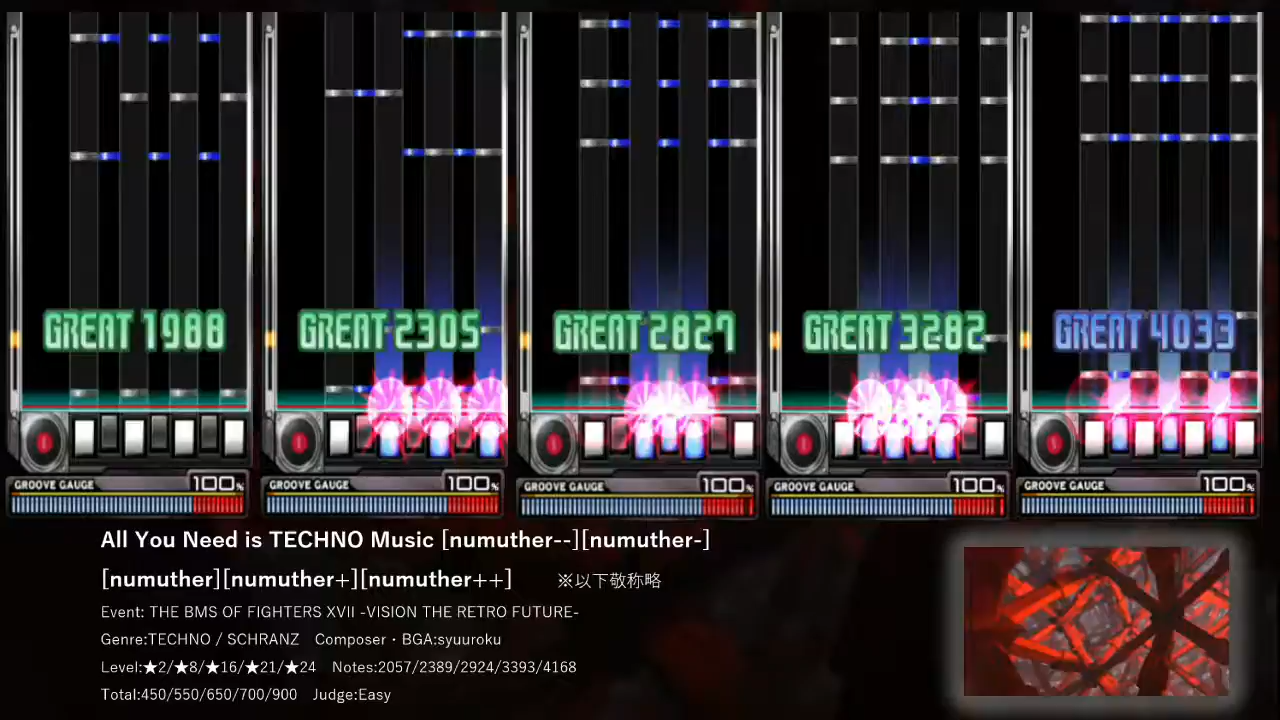 GREAT 1988 GREAT 2305 GREAT 2827 GREAT 3282 GREAT 4033
GROOVE GAUGE 100% GROOVE GAUGE 100% GROOVE GAUGE 100% GROOVE GAUGE 100% GROOVE GAUGE 100%
All You Need is TECHNO Music [numuther--][numuther-]
[numuther][numuther+][numuther++] ※以下敬称略
Event: THE BMS OF FIGHTERS XVII -VISION THE RETRO FUTURE-
Genre:TECHNO / SCHRANZ Composer・BGA:syuuroku
Level:★2/★8/★16/★21/★24 Notes:2057/2389/2924/3393/4168
Total:450/550/650/700/900 Judge:Easy